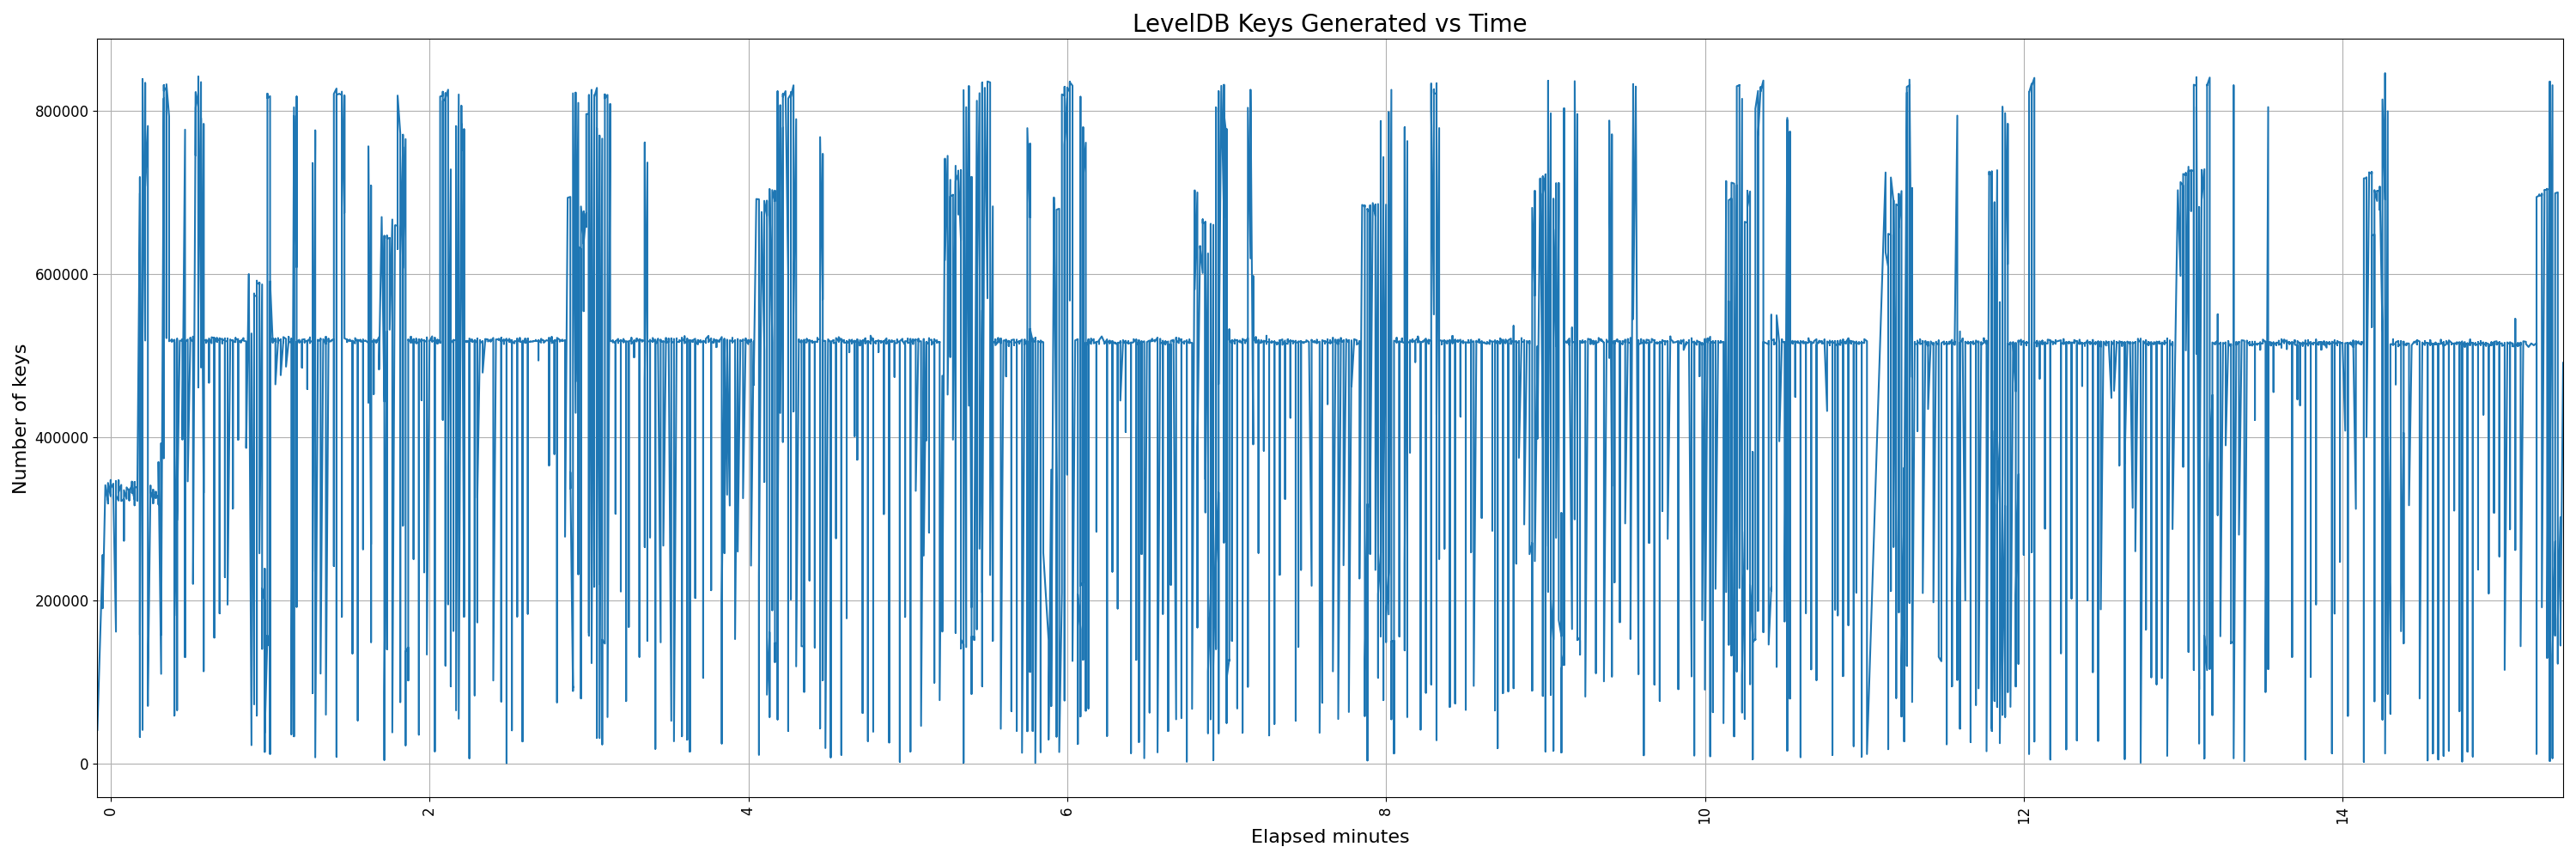 LevelDB Keys Generated vs Time
Number of keys
800000
600000
400000
200000
0
0 2 4 6 8 10 12 14
Elapsed minutes